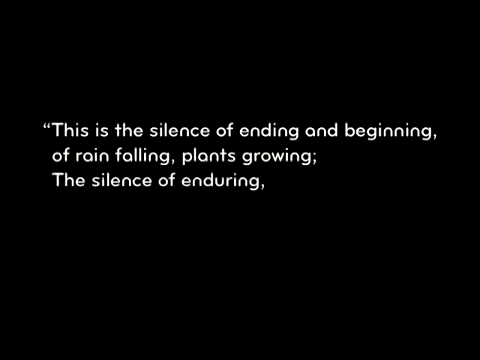 “This is the silence of ending and beginning,
of rain falling, plants growing;
The silence of enduring,